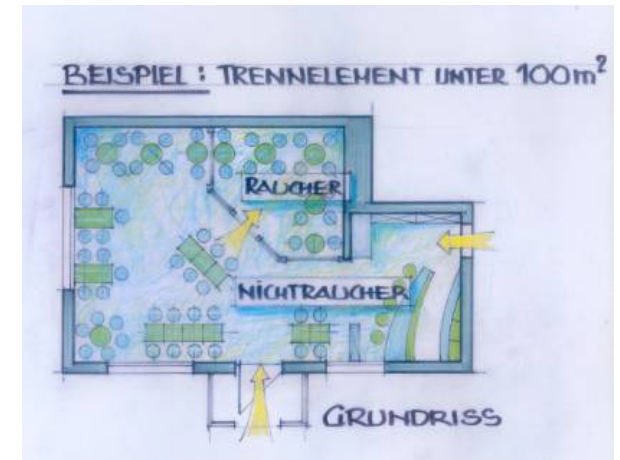 BEISPIEL: TRENNELEMENT UNTER 100m²
RAUCHER
NICHTRAUCHER
GRUNDRISS